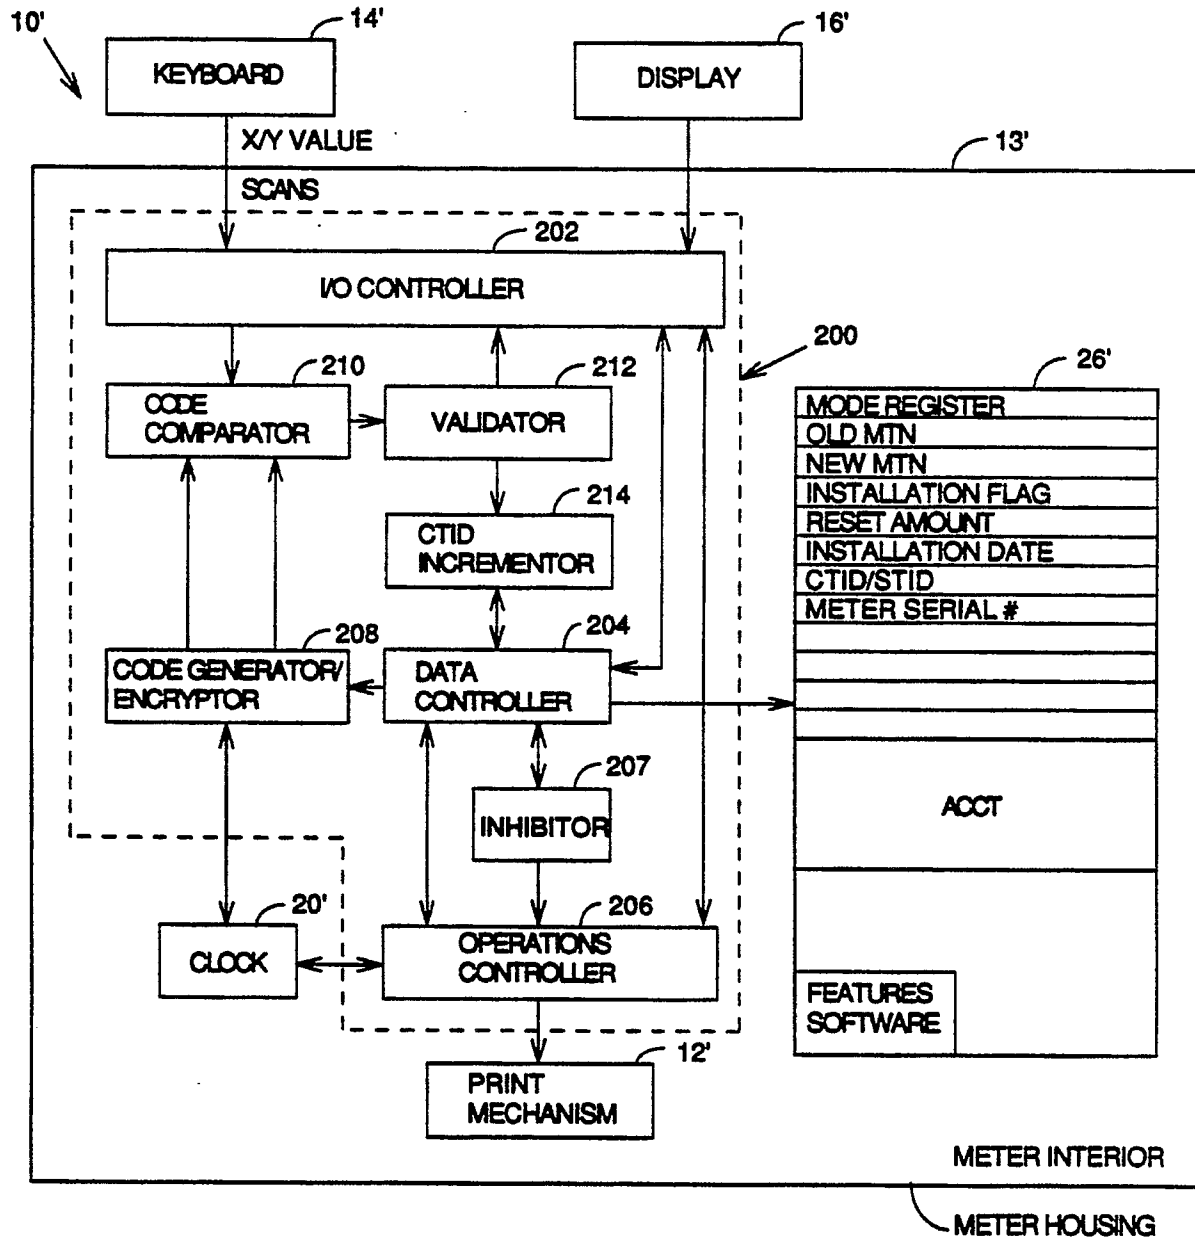 10'
14'
KEYBOARD
16'
DISPLAY
X/Y VALUE
13'
SCANS
202
I/O CONTROLLER
200
210
CODE
COMPARATOR
212
VALIDATOR
26'
MODE REGISTER
OLD MTN
NEW MTN
INSTALLATION FLAG
RESET AMOUNT
INSTALLATION DATE
CTID/STID
METER SERIAL #
214
CTID
INCREMENTOR
208
CODE GENERATOR/
ENCRYPTOR
204
DATA
CONTROLLER
207
INHIBITOR
ACCT
20'
CLOCK
206
OPERATIONS
CONTROLLER
FEATURES
SOFTWARE
12'
PRINT
MECHANISM
METER INTERIOR
METER HOUSING